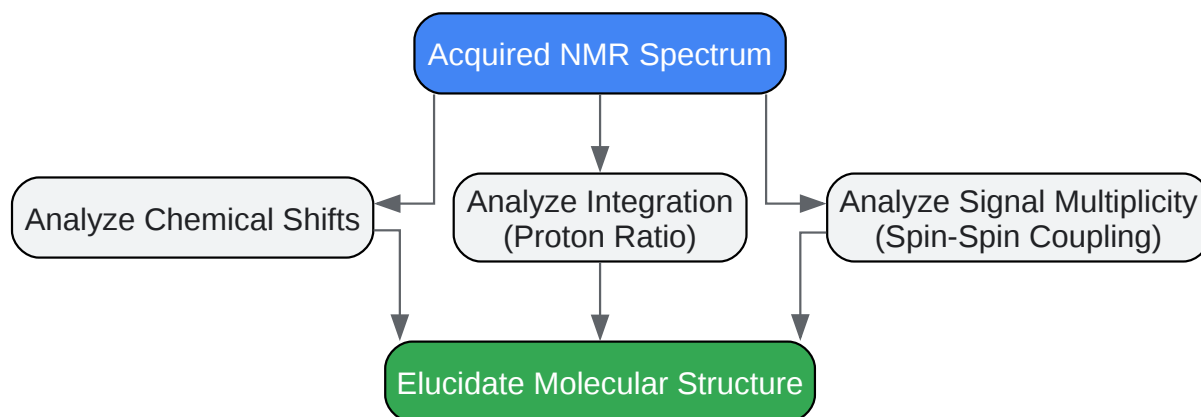 Acquired NMR Spectrum
Analyze Chemical Shifts
Analyze Integration
(Proton Ratio)
Analyze Signal Multiplicity
(Spin-Spin Coupling)
Elucidate Molecular Structure